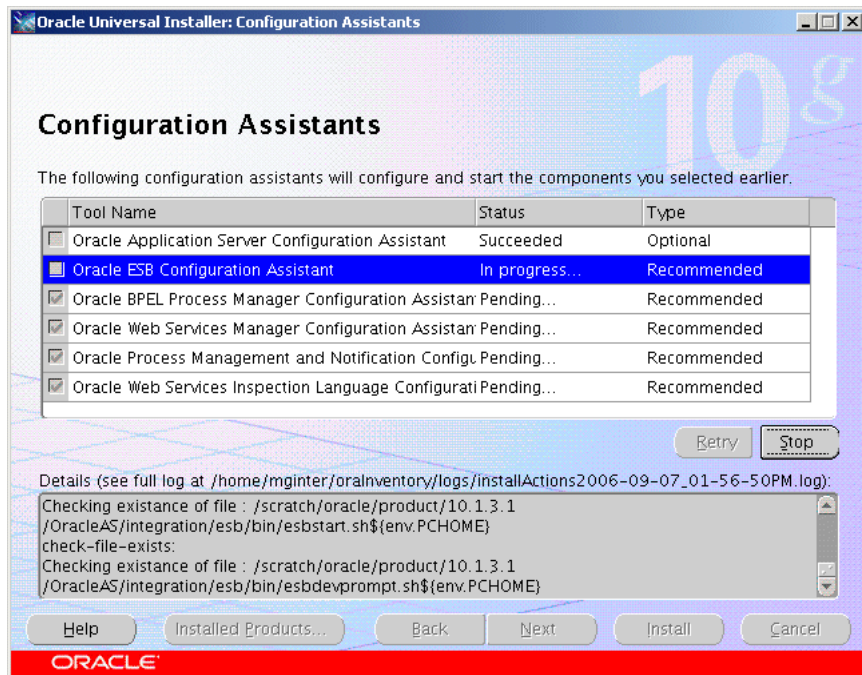 Oracle Universal Installer: Configuration Assistants
10g
Configuration Assistants
The following configuration assistants will configure and start the components you selected earlier.
Tool Name Status Type
Oracle Application Server Configuration Assistant Succeeded Optional
Oracle ESB Configuration Assistant In progress... Recommended
Oracle BPEL Process Manager Configuration Assistan Pending... Recommended
Oracle Web Services Manager Configuration Assistan Pending... Recommended
Oracle Process Management and Notification Configu Pending... Recommended
Oracle Web Services Inspection Language Configurati Pending... Recommended
Retry Stop
Details (see full log at /home/mginter/oraInventory/logs/installActions2006-09-07_01-56-50PM.log):
Checking existance of file : /scratch/oracle/product/10.1.3.1
/OracleAS/integration/esb/bin/esbstart.sh${env.PCHOME}
check-file-exists:
Checking existance of file : /scratch/oracle/product/10.1.3.1
/OracleAS/integration/esb/bin/esbdevprompt.sh${env.PCHOME}
Help Installed Products... Back Next Install Cancel
ORACLE